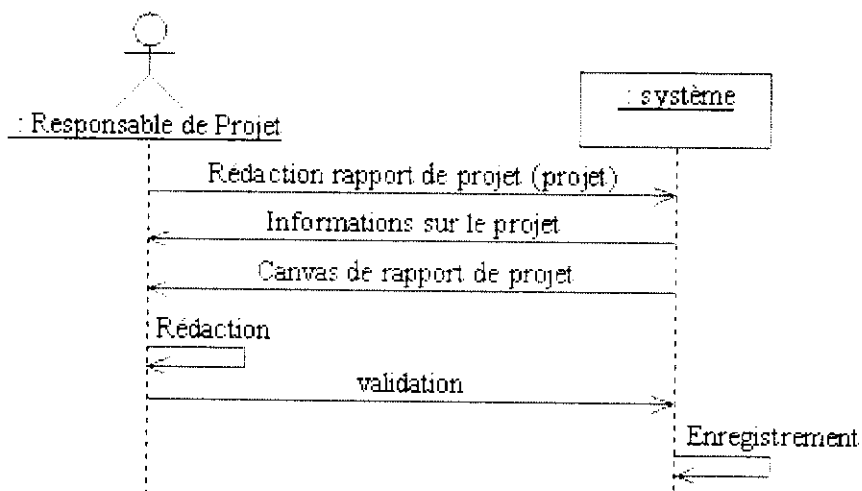 : système
: Responsable de Projet
Rédaction rapport de projet (projet)
Informations sur le projet
Canvas de rapport de projet
Rédaction
validation
Enregistrement